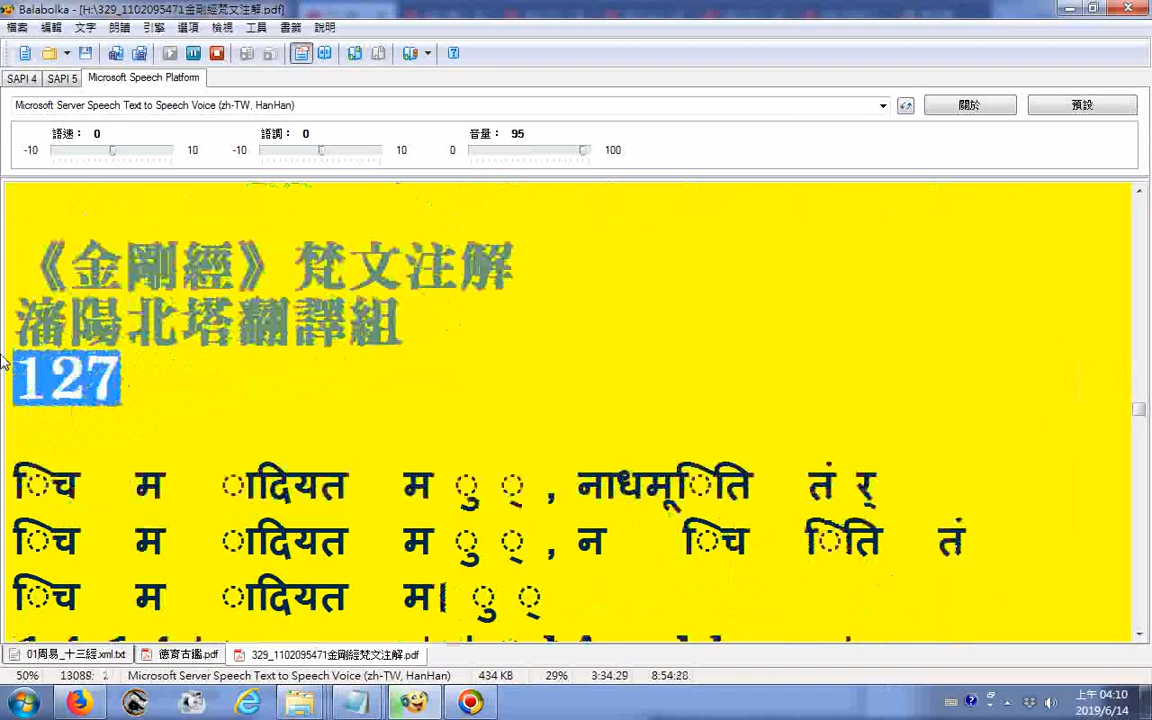 Balabolka - [H:\329_1102095471金剛經梵文注解.pdf]
檔案 編輯 文字 朗讀 引擎 選項 檢視 工具 書籤 說明
SAPI 4 SAPI 5 Microsoft Speech Platform
Microsoft Server Speech Text to Speech Voice (zh-TW, HanHan) 關於 預設
語速： 0 語調： 0 音量： 95
-10 10 -10 10 0 100
《金剛經》梵文注解
瀋陽北塔翻譯組
127
िच म ादियत म ु ् , नाधमूिति तं र्
िच म ादियत म ु ् , न िच िति तं
िच म ादियत म। ु ्
01周易_十三經.xml.txt 德育古鑑.pdf 329_1102095471金剛經梵文注解.pdf
50% Microsoft Server Speech Text to Speech Voice (zh-TW, HanHan) 434 KB 29% 3:34:29 8:54:28
上午 04:10
2019/6/14